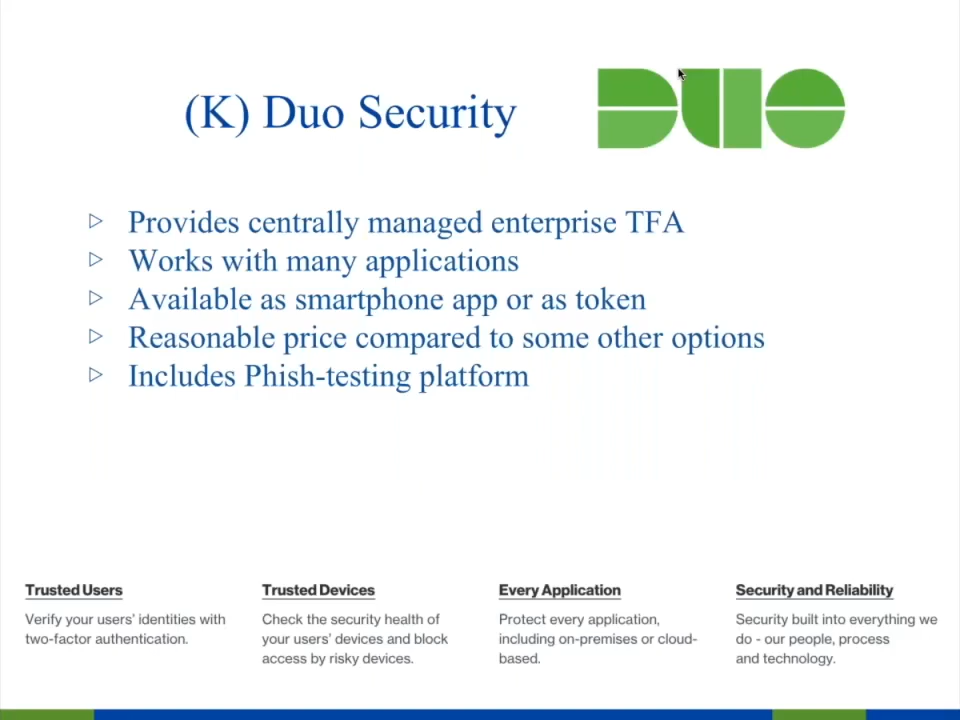 (K) Duo Security
DUO
Provides centrally managed enterprise TFA
Works with many applications
Available as smartphone app or as token
Reasonable price compared to some other options
Includes Phish-testing platform
Trusted Users
Verify your users' identities with
two-factor authentication.
Trusted Devices
Check the security health of
your users' devices and block
access by risky devices.
Every Application
Protect every application,
including on-premises or cloud-
based.
Security and Reliability
Security built into everything we
do - our people, process
and technology.